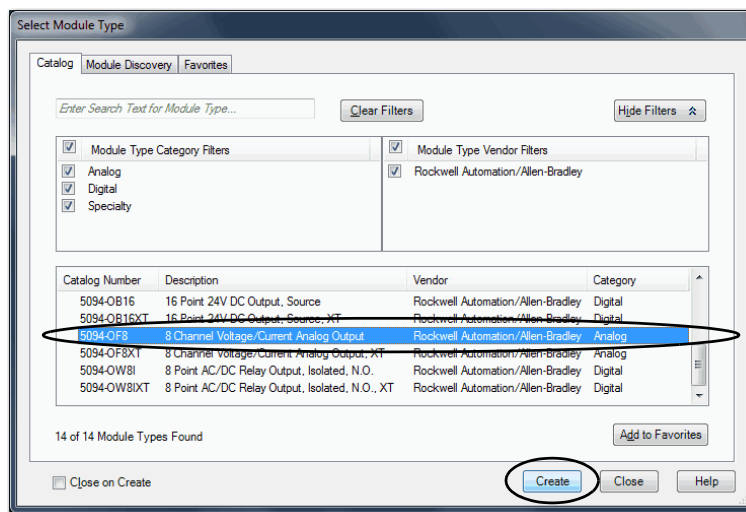 Select Module Type
Catalog Module Discovery Favorites
Enter Search Text for Module Type... Clear Filters Hide Filters
Module Type Category Filters Module Type Vendor Filters
Analog Rockwell Automation/Allen-Bradley
Digital
Specialty
Catalog Number Description Vendor Category
5094-OB16 16 Point 24V DC Output, Source Rockwell Automation/Allen-Bradley Digital
5094-OB16XT 16 Point 24V DC Output, Source, XT Rockwell Automation/Allen-Bradley Digital
5094-OF8 8 Channel Voltage/Current Analog Output Rockwell Automation/Allen-Bradley Analog
5094-OF8XT 8 Channel Voltage/Current Analog Output, XT Rockwell Automation/Allen-Bradley Analog
5094-OW8I 8 Point AC/DC Relay Output, Isolated, N.O. Rockwell Automation/Allen-Bradley Digital
5094-OW8IXT 8 Point AC/DC Relay Output, Isolated, N.O., XT Rockwell Automation/Allen-Bradley Digital
14 of 14 Module Types Found Add to Favorites
Close on Create Create Close Help